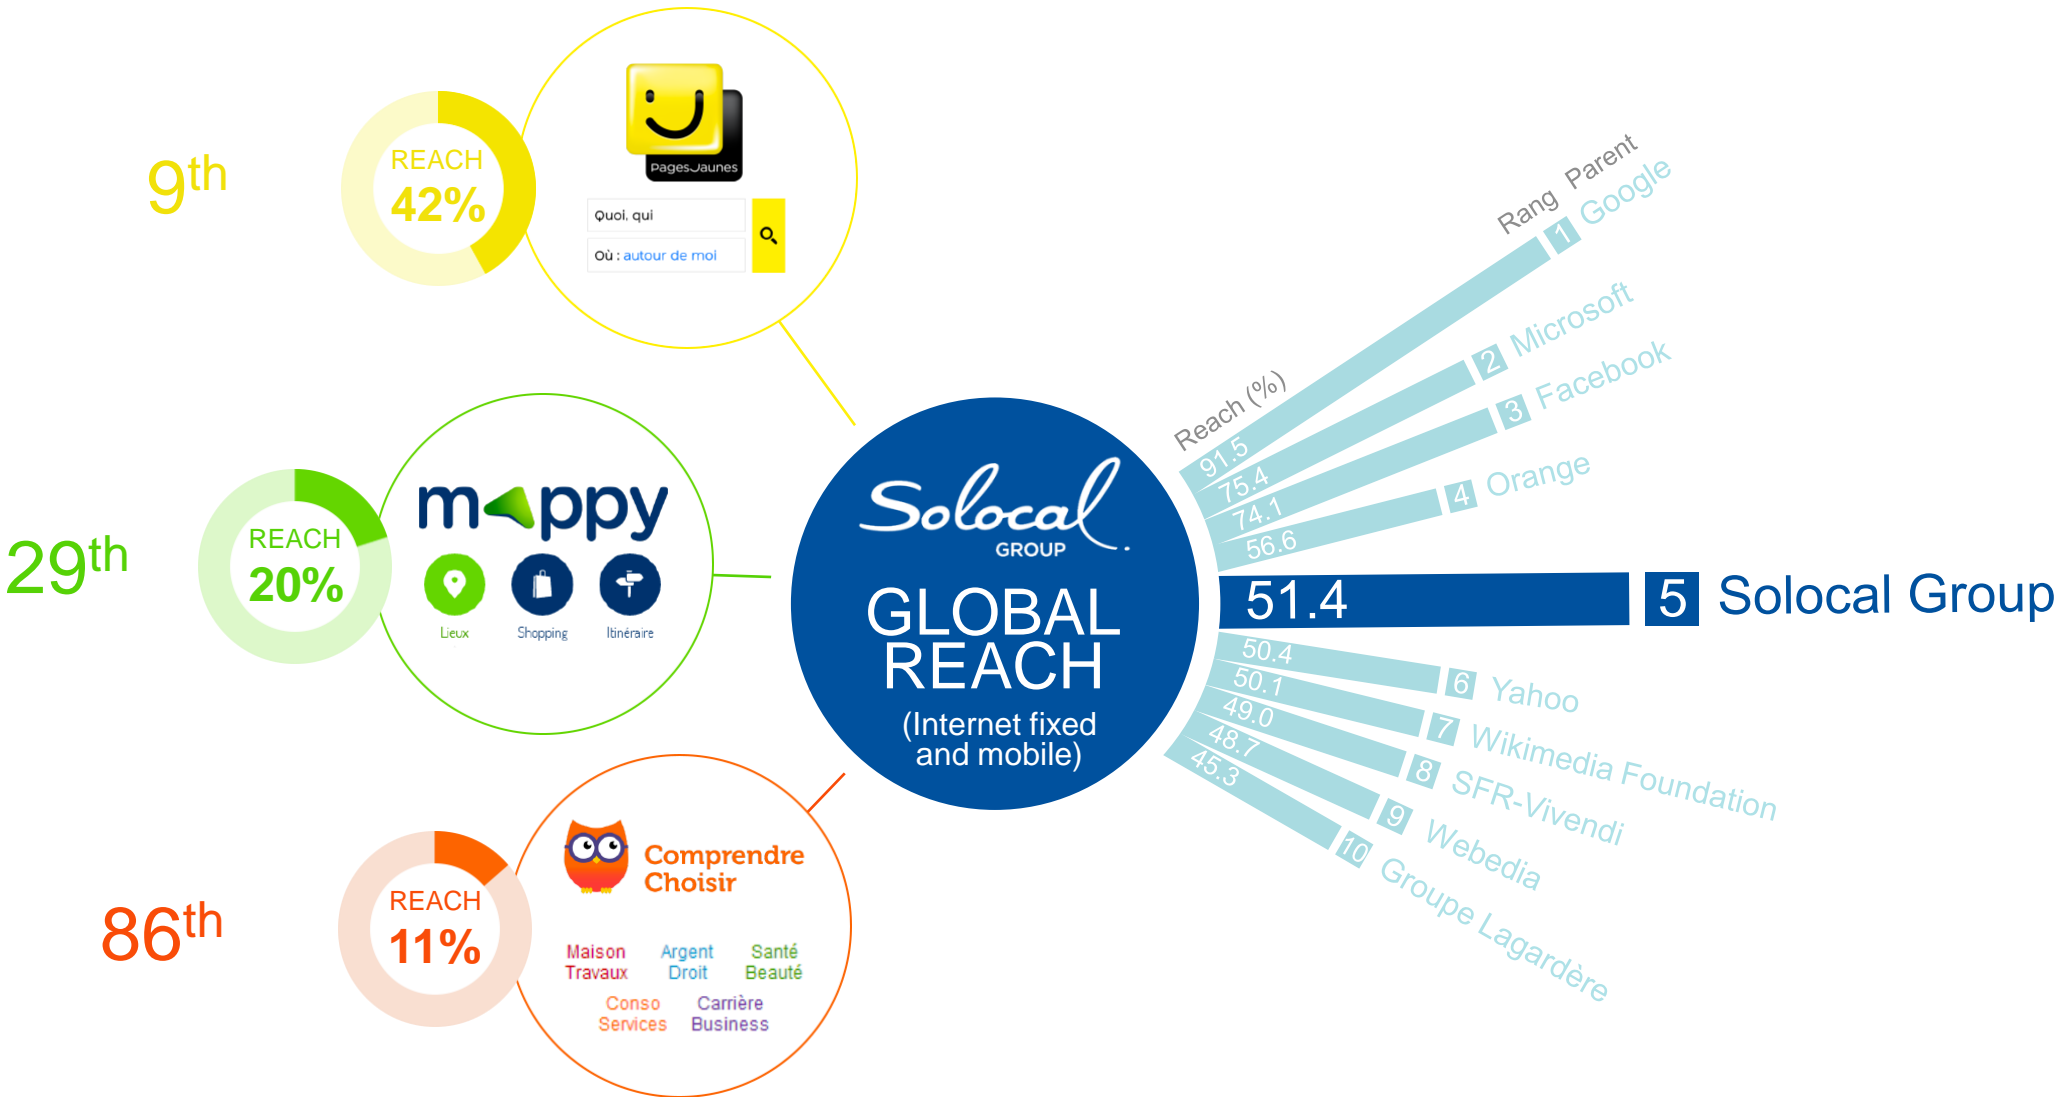 9th
REACH
42%
PagesJaunes
Quoi, qui
Où : autour de moi
29th
REACH
20%
mappy
Lieux
Shopping
Itinéraire
86th
REACH
11%
Comprendre
Choisir
Maison
Travaux
Argent
Droit
Santé
Beauté
Conso
Services
Carrière
Business
Solocal
GROUP
GLOBAL
REACH
(Internet fixed
and mobile)
Reach (%) Rang Parent
91.5 1 Google
75.4 2 Microsoft
74.1 3 Facebook
56.6 4 Orange
51.4 5 Solocal Group
50.4 6 Yahoo
50.1 7 Wikimedia Foundation
49.0 8 SFR-Vivendi
48.7 9 Webedia
45.3 10 Groupe Lagardère